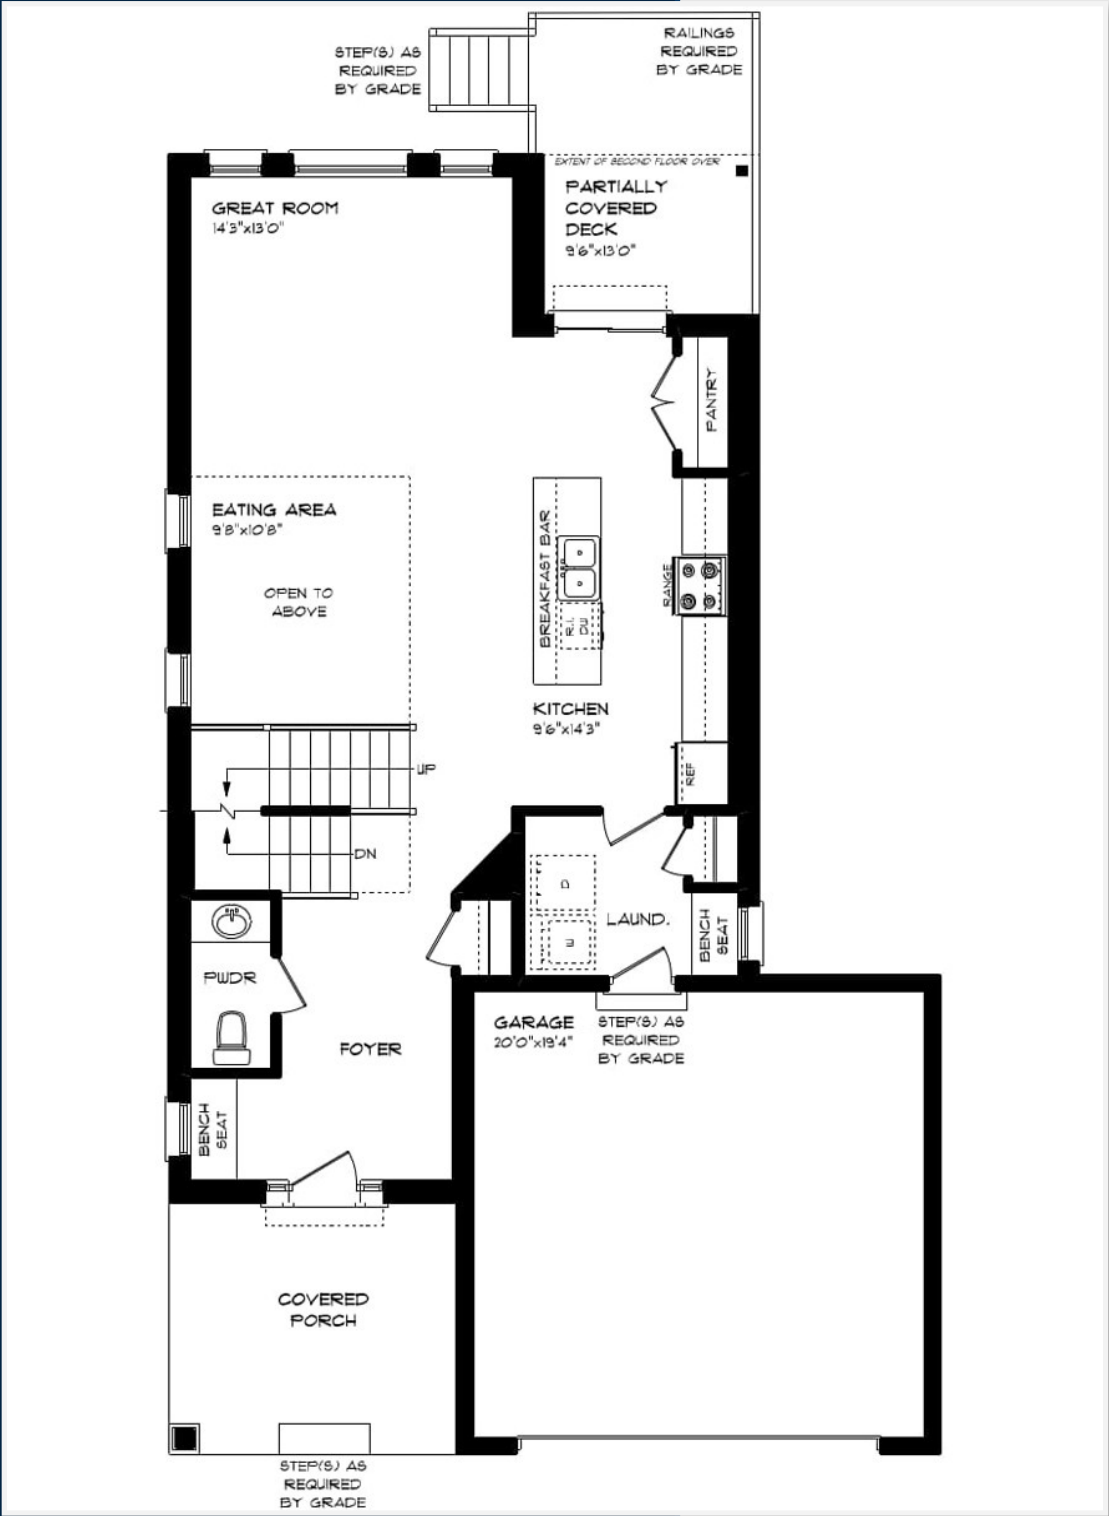 STEP(S) AS
REQUIRED
BY GRADE
RAILINGS
REQUIRED
BY GRADE
EXTENT OF SECOND FLOOR OVER
PARTIALLY
COVERED
DECK
9'6"x13'0"
GREAT ROOM
14'3"x13'0"
PANTRY
EATING AREA
9'8"x10'8"
OPEN TO
ABOVE
BREAKFAST BAR
R.I.
DW
RANGE
KITCHEN
9'6"x14'3"
REF
UP
DN
D
W
LAUND.
BENCH
SEAT
PWDR
FOYER
GARAGE
20'0"x19'4"
STEP(S) AS
REQUIRED
BY GRADE
BENCH
SEAT
COVERED
PORCH
STEP(S) AS
REQUIRED
BY GRADE